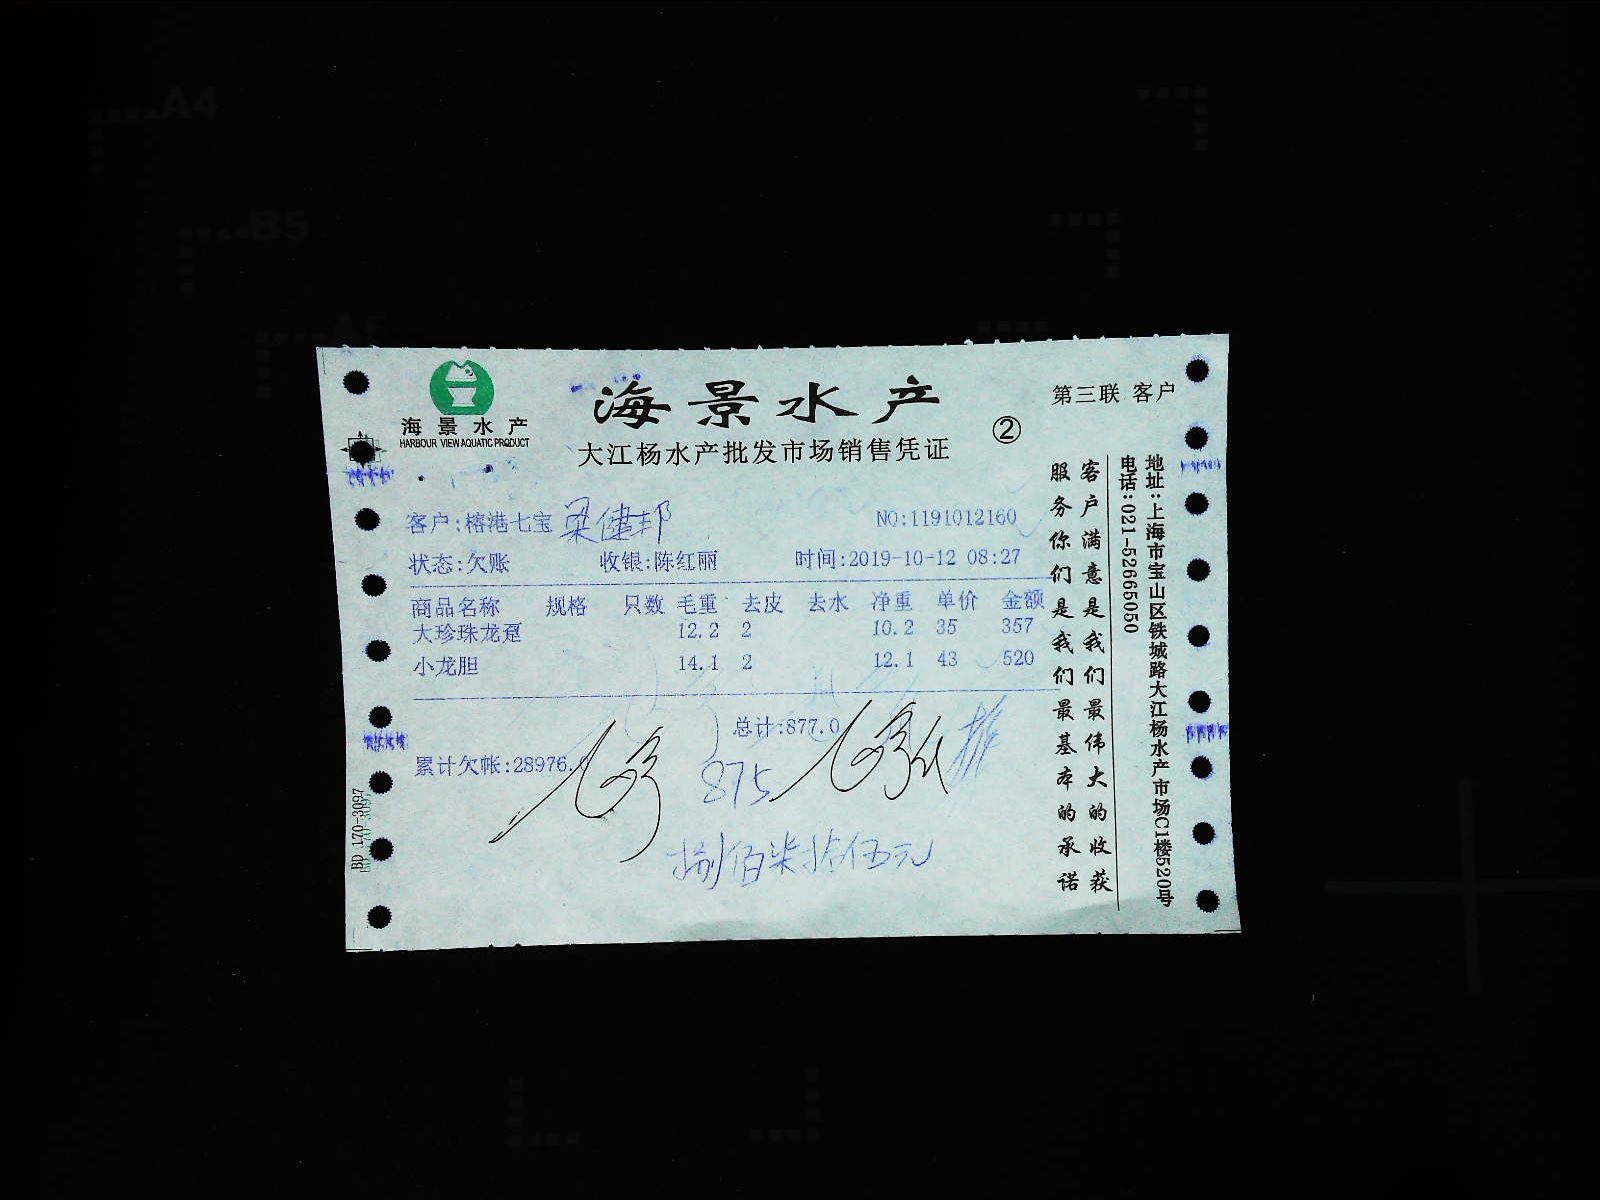 A4
B5
A5
海景水产
HARBOUR VIEW AQUATIC PRODUCT
海景水产
大江杨水产批发市场销售凭证
②
第三联 客户
客户:榕港七宝 梁健邦
NO:1191012160
状态:欠账 收银:陈红丽 时间:2019-10-12 08:27
商品名称 规格 只数 毛重 去皮 去水 净重 单价 金额
大珍珠龙趸 12.2 2 10.2 35 357
小龙胆 14.1 2 12.1 43 520
总计:877.0
累计欠帐:28976.0
875
捌佰柒拾伍元
客户满意是我们最伟大的收获
服务你们是我们最基本的承诺
地址:上海市宝山区铁城路大江杨水产市场C1楼520号
电话:021-52665050
BD 170-3097